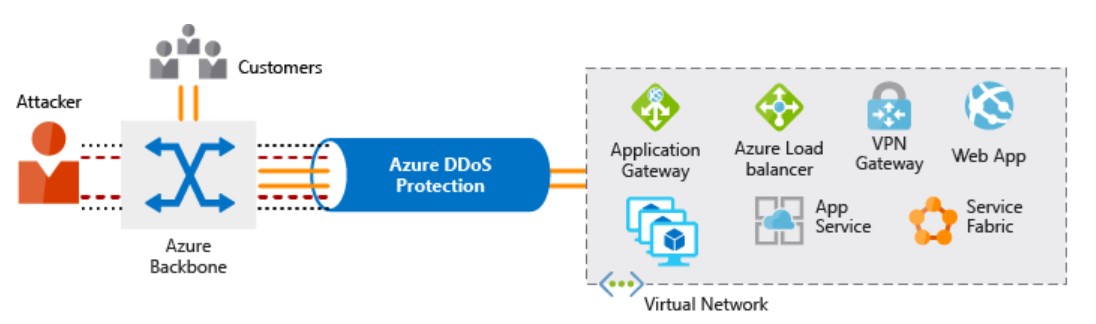 Customers
Attacker
Azure DDoS
Protection
Azure
Backbone
Application
Gateway
Azure Load
balancer
VPN
Gateway
Web App
App
Service
Service
Fabric
Virtual Network